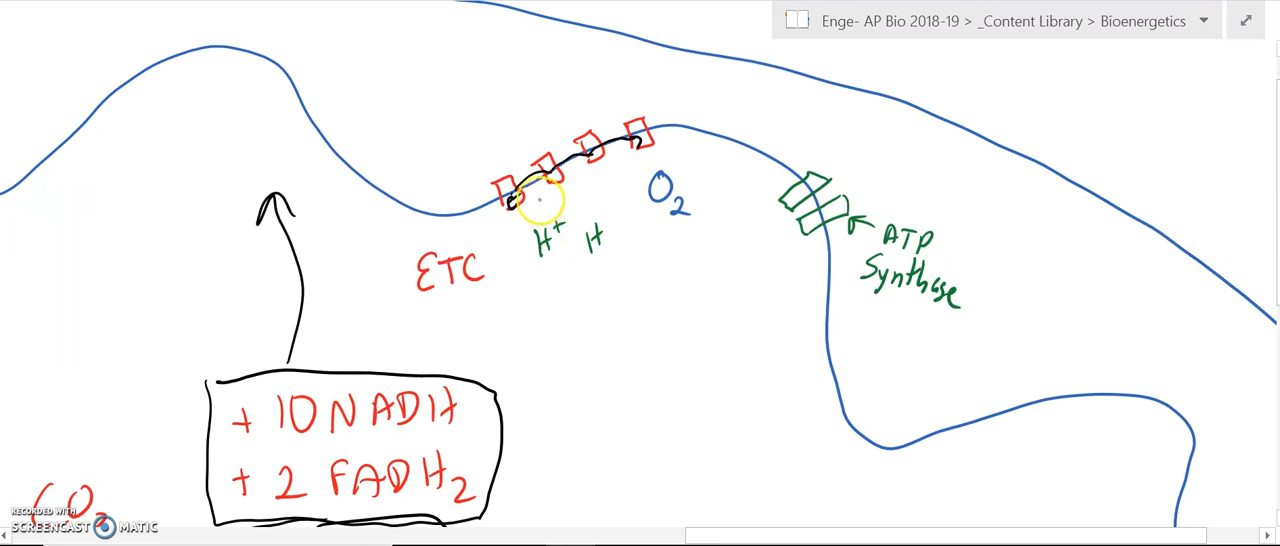 Enge- AP Bio 2018-19 > _Content Library > Bioenergetics
O2
H+ H
ETC
ATP
Synthase
+ 10 NADH
+ 2 FADH2
CO2
RECORDED WITH
SCREENCAST MATIC